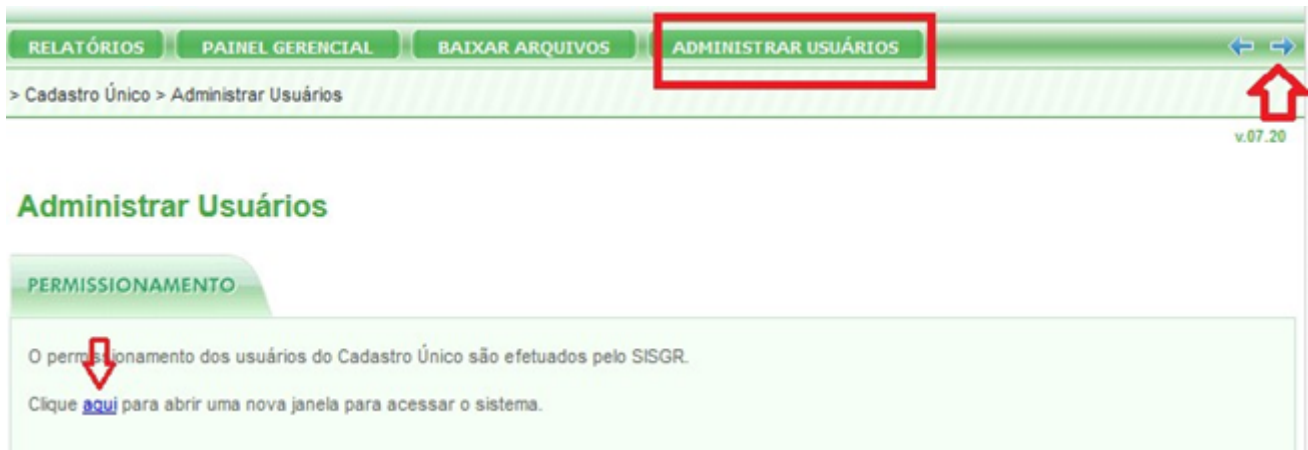 RELATÓRIOS PAINEL GERENCIAL BAIXAR ARQUIVOS ADMINISTRAR USUÁRIOS
> Cadastro Único > Administrar Usuários
v.07.20
Administrar Usuários
PERMISSIONAMENTO
O permissionamento dos usuários do Cadastro Único são efetuados pelo SISGR.
Clique aqui para abrir uma nova janela para acessar o sistema.